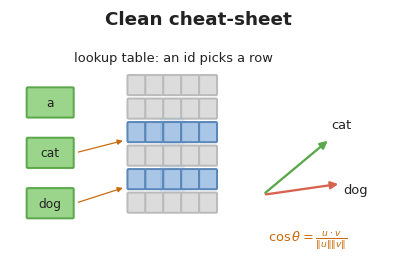 Clean cheat-sheet
lookup table: an id picks a row
a
cat
dog
cat
dog
cos θ = u · v / ‖u‖‖v‖